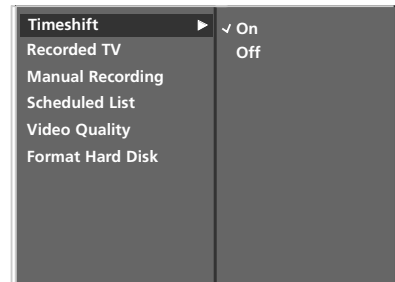 Timeshift ▶ ✓ On
Recorded TV Off
Manual Recording
Scheduled List
Video Quality
Format Hard Disk